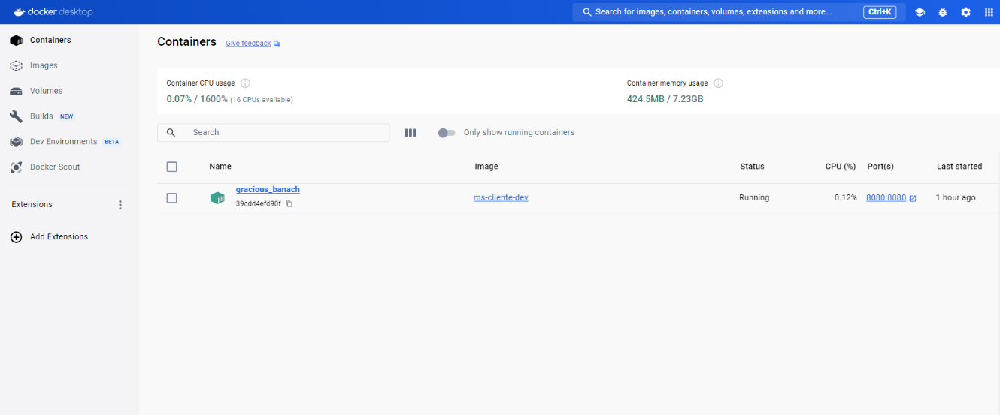 docker desktop
Search for images, containers, volumes, extensions and more...
Ctrl+K
Containers
Images
Volumes
Builds NEW
Dev Environments BETA
Docker Scout
Extensions
Add Extensions
Containers Give feedback
Container CPU usage
0.07% / 1600% (16 CPUs available)
Container memory usage
424.5MB / 7.23GB
Search
Only show running containers
Name Image Status CPU (%) Port(s) Last started
gracious_banach
39cdd4efd90f
ms-cliente-dev Running 0.12% 8080:8080 1 hour ago